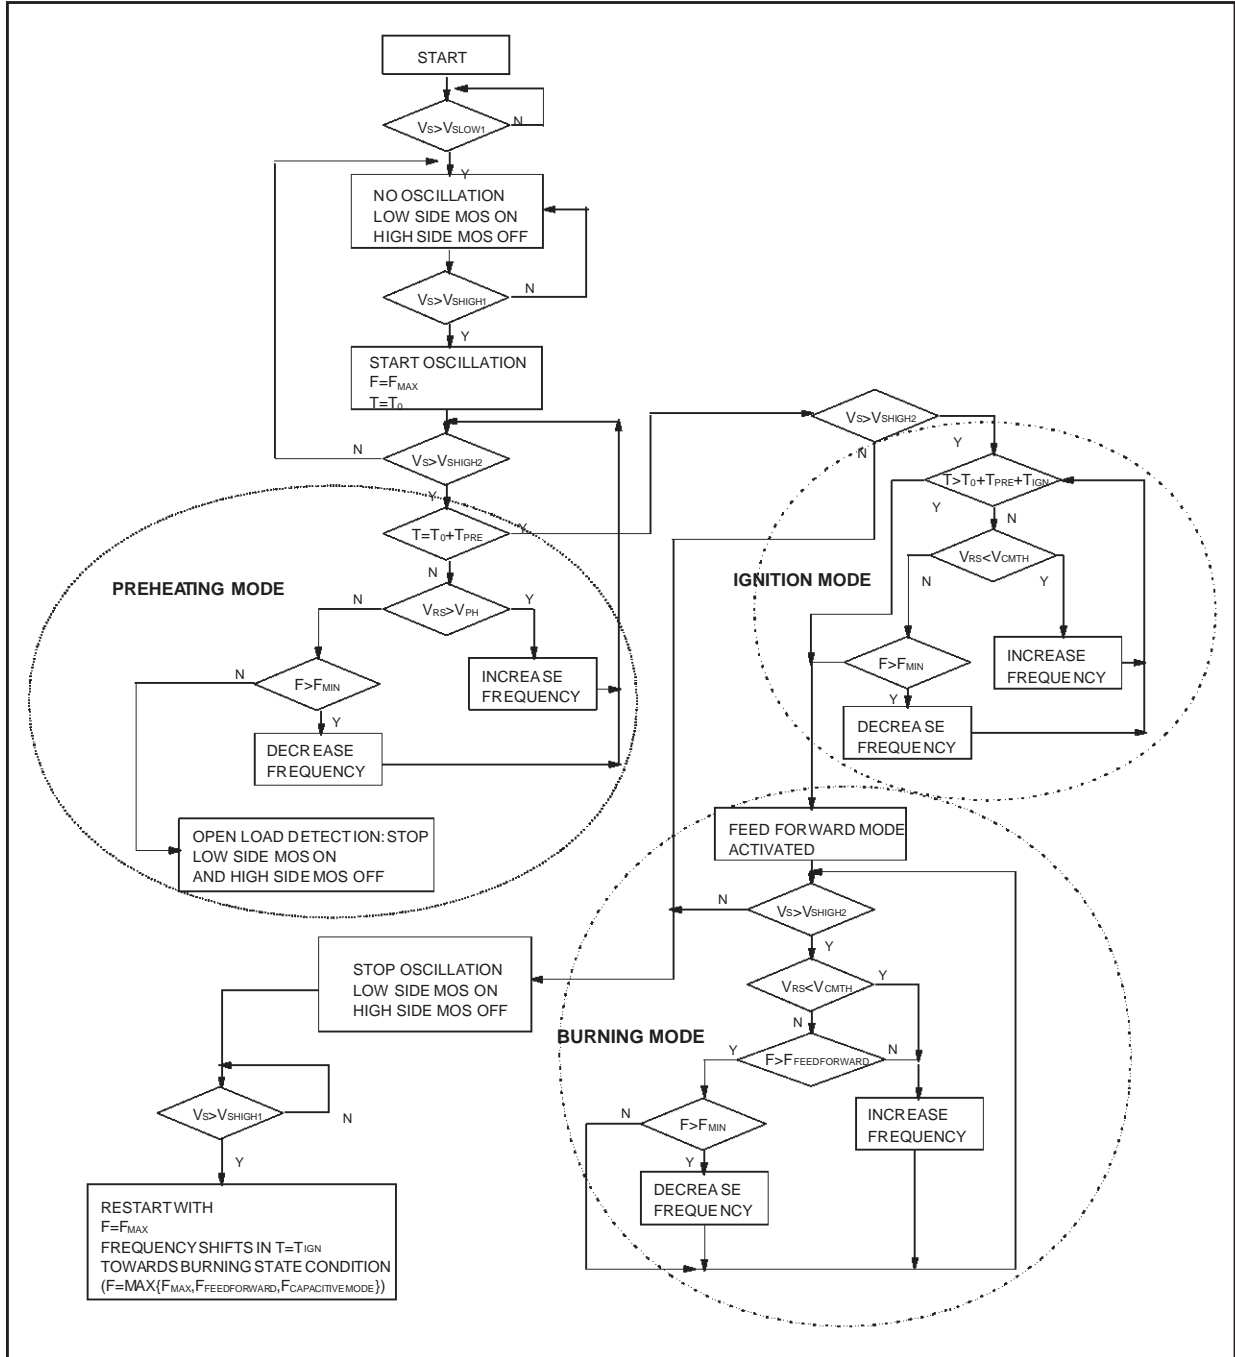 START
VS>VSLOW1
N
Y
NO OSCILLATION
LOW SIDE MOS ON
HIGH SIDE MOS OFF
VS>VSHIGH1
N
Y
START OSCILLATION
F=FMAX
T=T0
VS>VSHIGH2
N
Y
VS>VSHIGH2
Y
N
PREHEATING MODE
T=T0+TPRE
Y
N
VRS>VPH
N
Y
F>FMIN
N
Y
INCREASE
FREQUENCY
DECREASE
FREQUENCY
OPEN LOAD DETECTION: STOP
LOW SIDE MOS ON
AND HIGH SIDE MOS OFF
IGNITION MODE
T>T0+TPRE+TIGN
Y
N
VRS<VCMTH
N
Y
F>FMIN
Y
INCREASE
FREQUENCY
DECREASE
FREQUENCY
FEED FORWARD MODE
ACTIVATED
VS>VSHIGH2
N
Y
VRS<VCMTH
Y
N
BURNING MODE
F>FFEEDFORWARD
Y
N
F>FMIN
N
Y
INCREASE
FREQUENCY
DECREASE
FREQUENCY
STOP OSCILLATION
LOW SIDE MOS ON
HIGH SIDE MOS OFF
VS>VSHIGH1
N
Y
RESTART WITH
F=FMAX
FREQUENCY SHIFTS IN T=TIGN
TOWARDS BURNING STATE CONDITION
(F=MAX{FMAX,FFEEDFORWARD,FCAPACITIVE MODE})